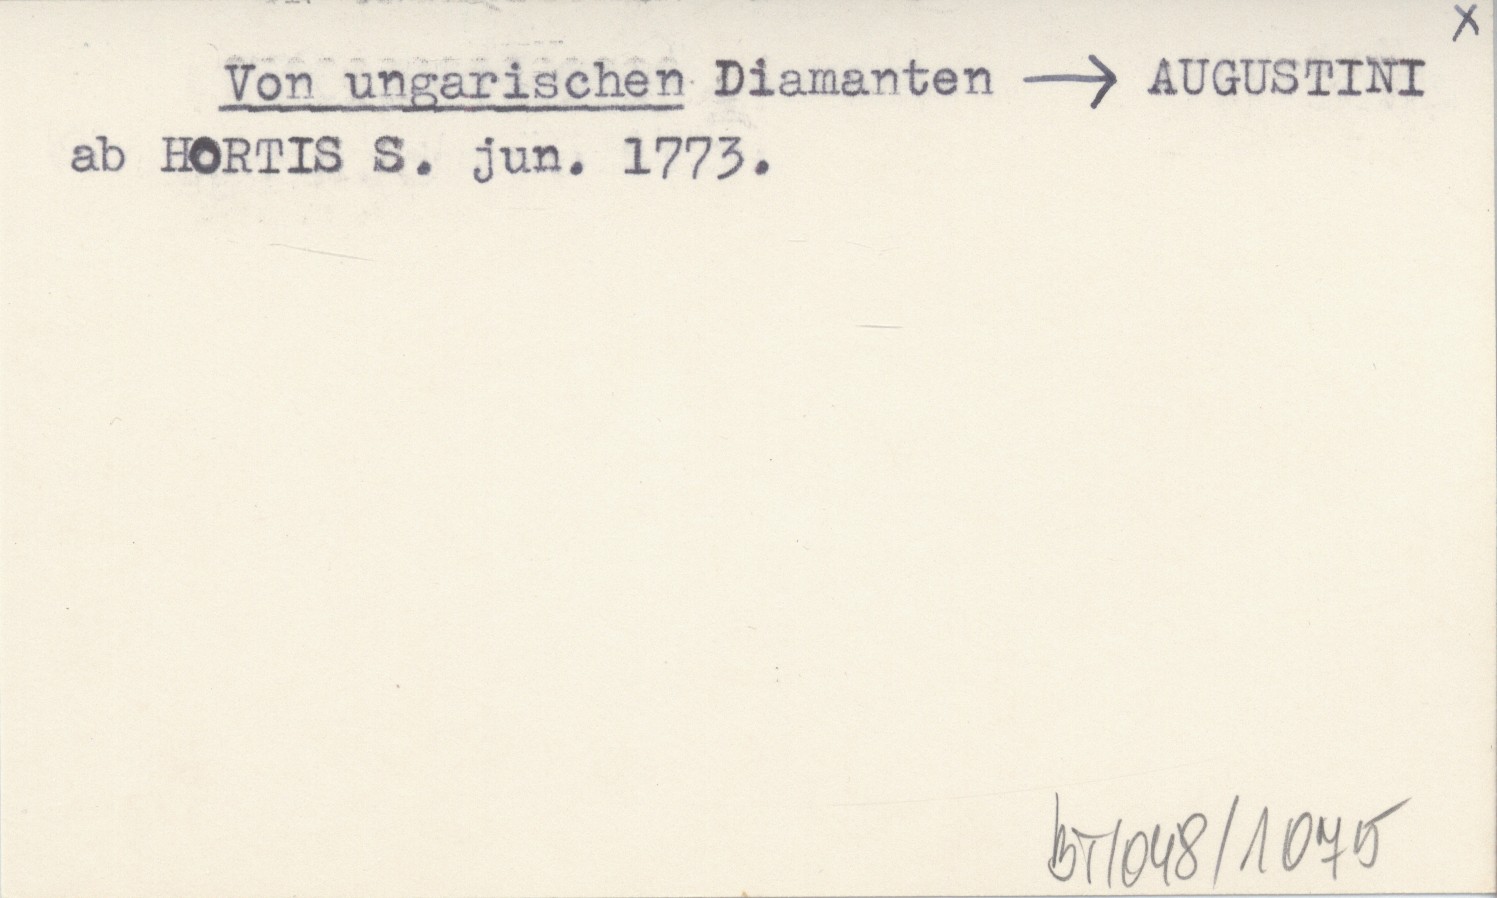 x
Von ungarischen Diamanten → AUGUSTINI
ab HORTIS S. jun. 1773.
BT/048/1075